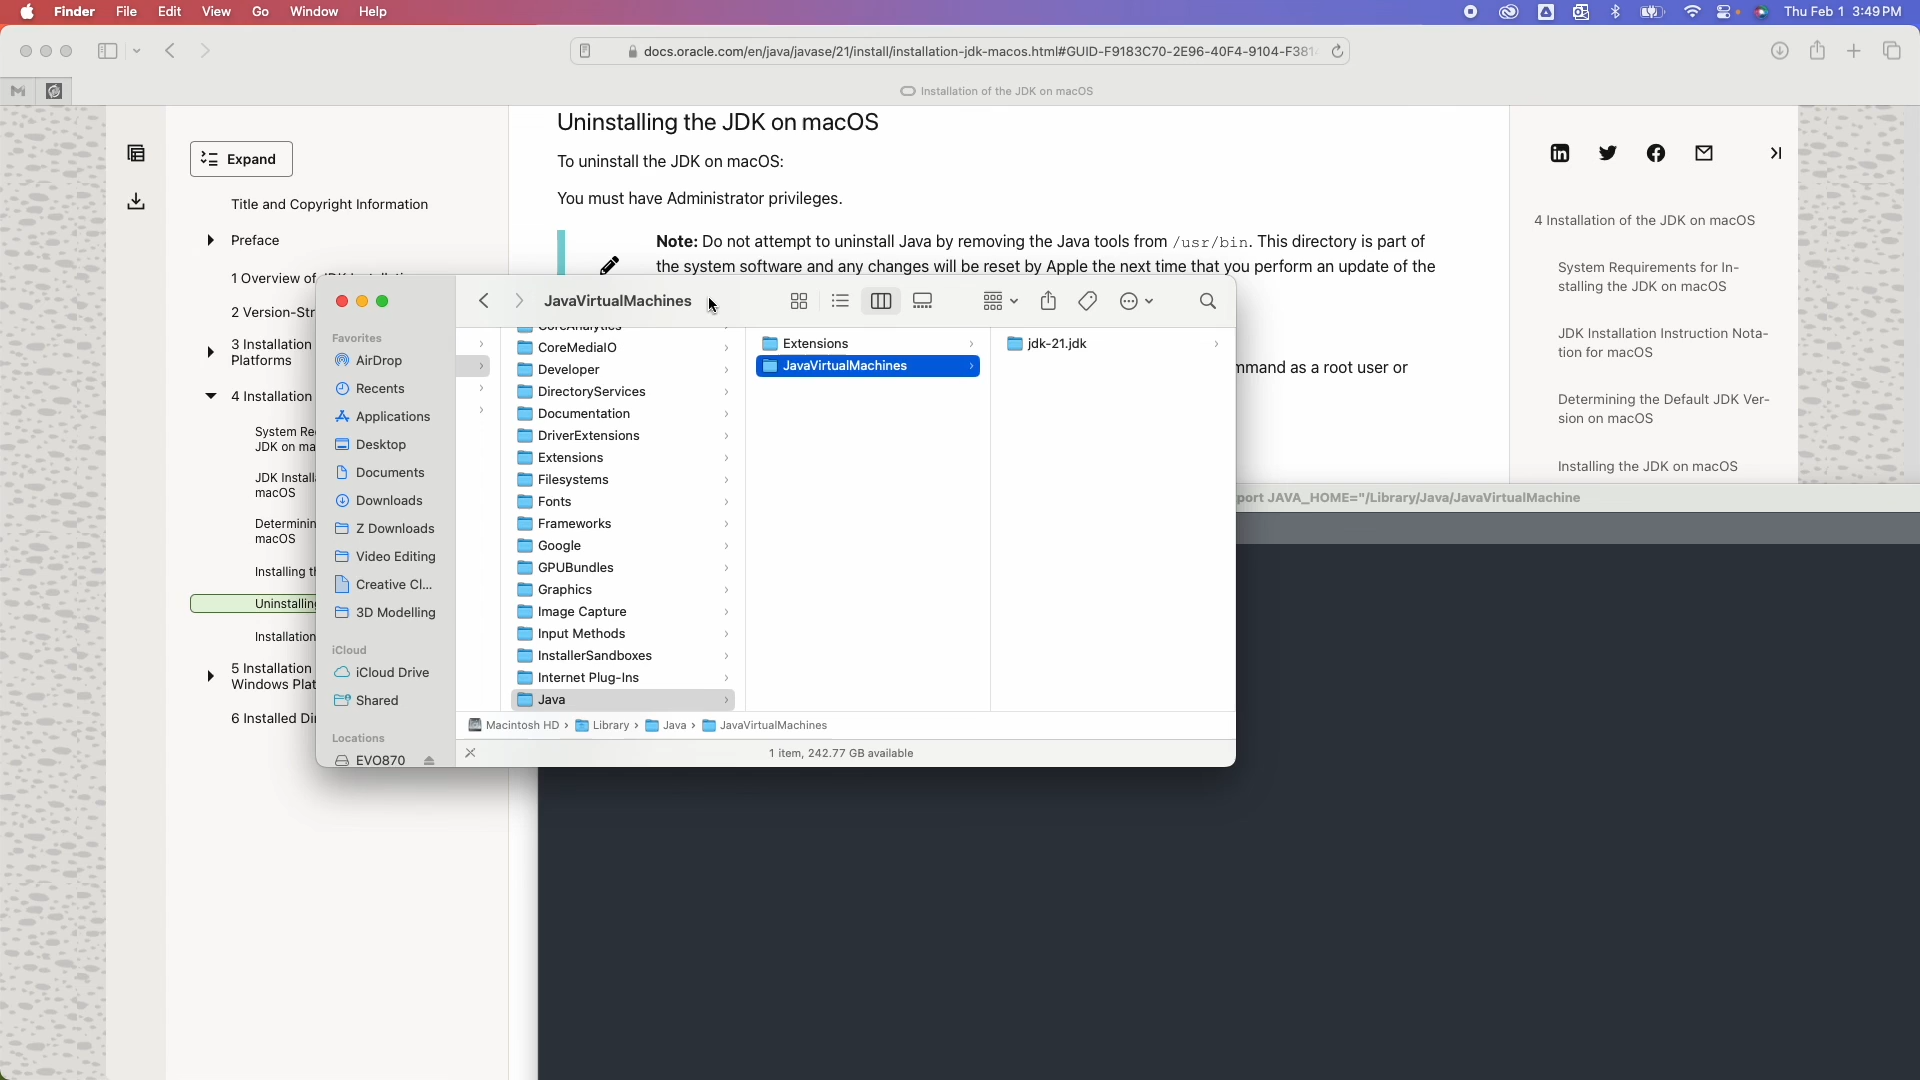 Finder File Edit View Go Window Help
Thu Feb 1 3:49 PM
docs.oracle.com/en/java/javase/21/install/installation-jdk-macos.html#GUID-F9183C70-2E96-40F4-9104-F381
Installation of the JDK on macOS
Expand
Title and Copyright Information
Preface
1 Overview of
2 Version-Str
3 Installation
Platforms
4 Installation
System Re
JDK on ma
JDK Install
macOS
Determinin
macOS
Installing t
Uninstalling
Installation
5 Installation
Windows Plat
6 Installed Di
Uninstalling the JDK on macOS
To uninstall the JDK on macOS:
You must have Administrator privileges.
Note: Do not attempt to uninstall Java by removing the Java tools from /usr/bin. This directory is part of
the system software and any changes will be reset by Apple the next time that you perform an update of the
mmand as a root user or
4 Installation of the JDK on macOS
System Requirements for In-
stalling the JDK on macOS
JDK Installation Instruction Nota-
tion for macOS
Determining the Default JDK Ver-
sion on macOS
Installing the JDK on macOS
port JAVA_HOME="/Library/Java/JavaVirtualMachine
JavaVirtualMachines
Favorites
AirDrop
Recents
Applications
Desktop
Documents
Downloads
Z Downloads
Video Editing
Creative Cl...
3D Modelling
iCloud
iCloud Drive
Shared
Locations
EVO870
CoreAnalytics
CoreMediaIO
Developer
DirectoryServices
Documentation
DriverExtensions
Extensions
Filesystems
Fonts
Frameworks
Google
GPUBundles
Graphics
Image Capture
Input Methods
InstallerSandboxes
Internet Plug-Ins
Java
Extensions
JavaVirtualMachines
jdk-21.jdk
Macintosh HD › Library › Java › JavaVirtualMachines
1 item, 242.77 GB available